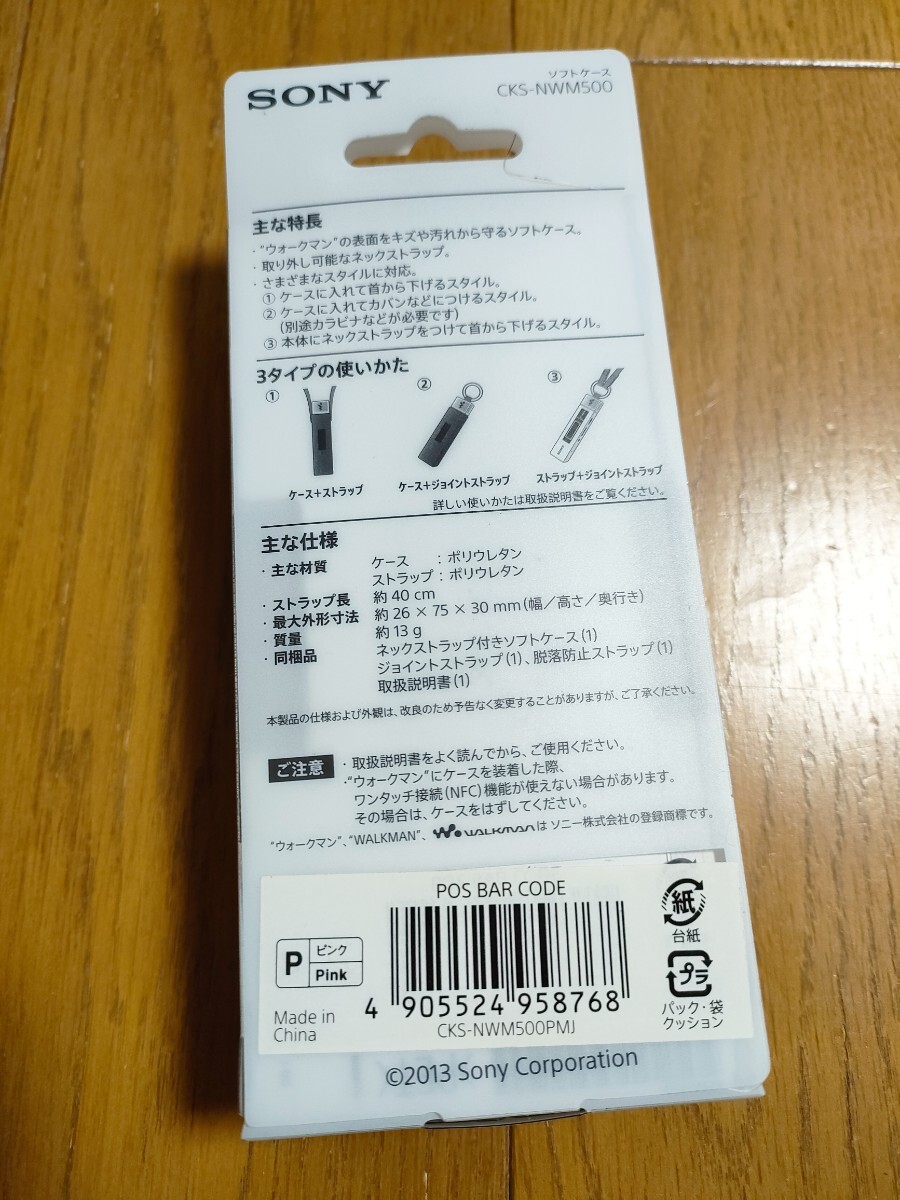 SONY
ソフトケース
CKS-NWM500
主な特長
・“ウォークマン”の表面をキズや汚れから守るソフトケース。
・取り外し可能なネックストラップ。
・さまざまなスタイルに対応。
① ケースに入れて首から下げるスタイル。
② ケースに入れてカバンなどにつけるスタイル。
(別途カラビナなどが必要です)
③ 本体にネックストラップをつけて首から下げるスタイル。
3タイプの使いかた
① ② ③
ケース+ストラップ ケース+ジョイントストラップ ストラップ+ジョイントストラップ
詳しい使いかたは取扱説明書をご覧ください。
主な仕様
・主な材質 ケース : ポリウレタン
ストラップ : ポリウレタン
・ストラップ長 約 40 cm
・最大外形寸法 約 26 × 75 × 30 mm(幅/高さ/奥行き)
・質量 約 13 g
・同梱品 ネックストラップ付きソフトケース(1)
ジョイントストラップ(1)、脱落防止ストラップ(1)
取扱説明書(1)
本製品の仕様および外観は、改良のため予告なく変更することがありますが、ご了承ください。
ご注意 ・取扱説明書をよく読んでから、ご使用ください。
・“ウォークマン”にケースを装着した際、
ワンタッチ接続(NFC)機能が使えない場合があります。
その場合は、ケースをはずしてください。
“ウォークマン”、“WALKMAN”、 WALKMANは ソニー株式会社の登録商標です。
POS BAR CODE
P ピンク
Pink
4 905524 958768
CKS-NWM500PMJ
Made in
China
紙
台紙
プラ
パック・袋
クッション
©2013 Sony Corporation